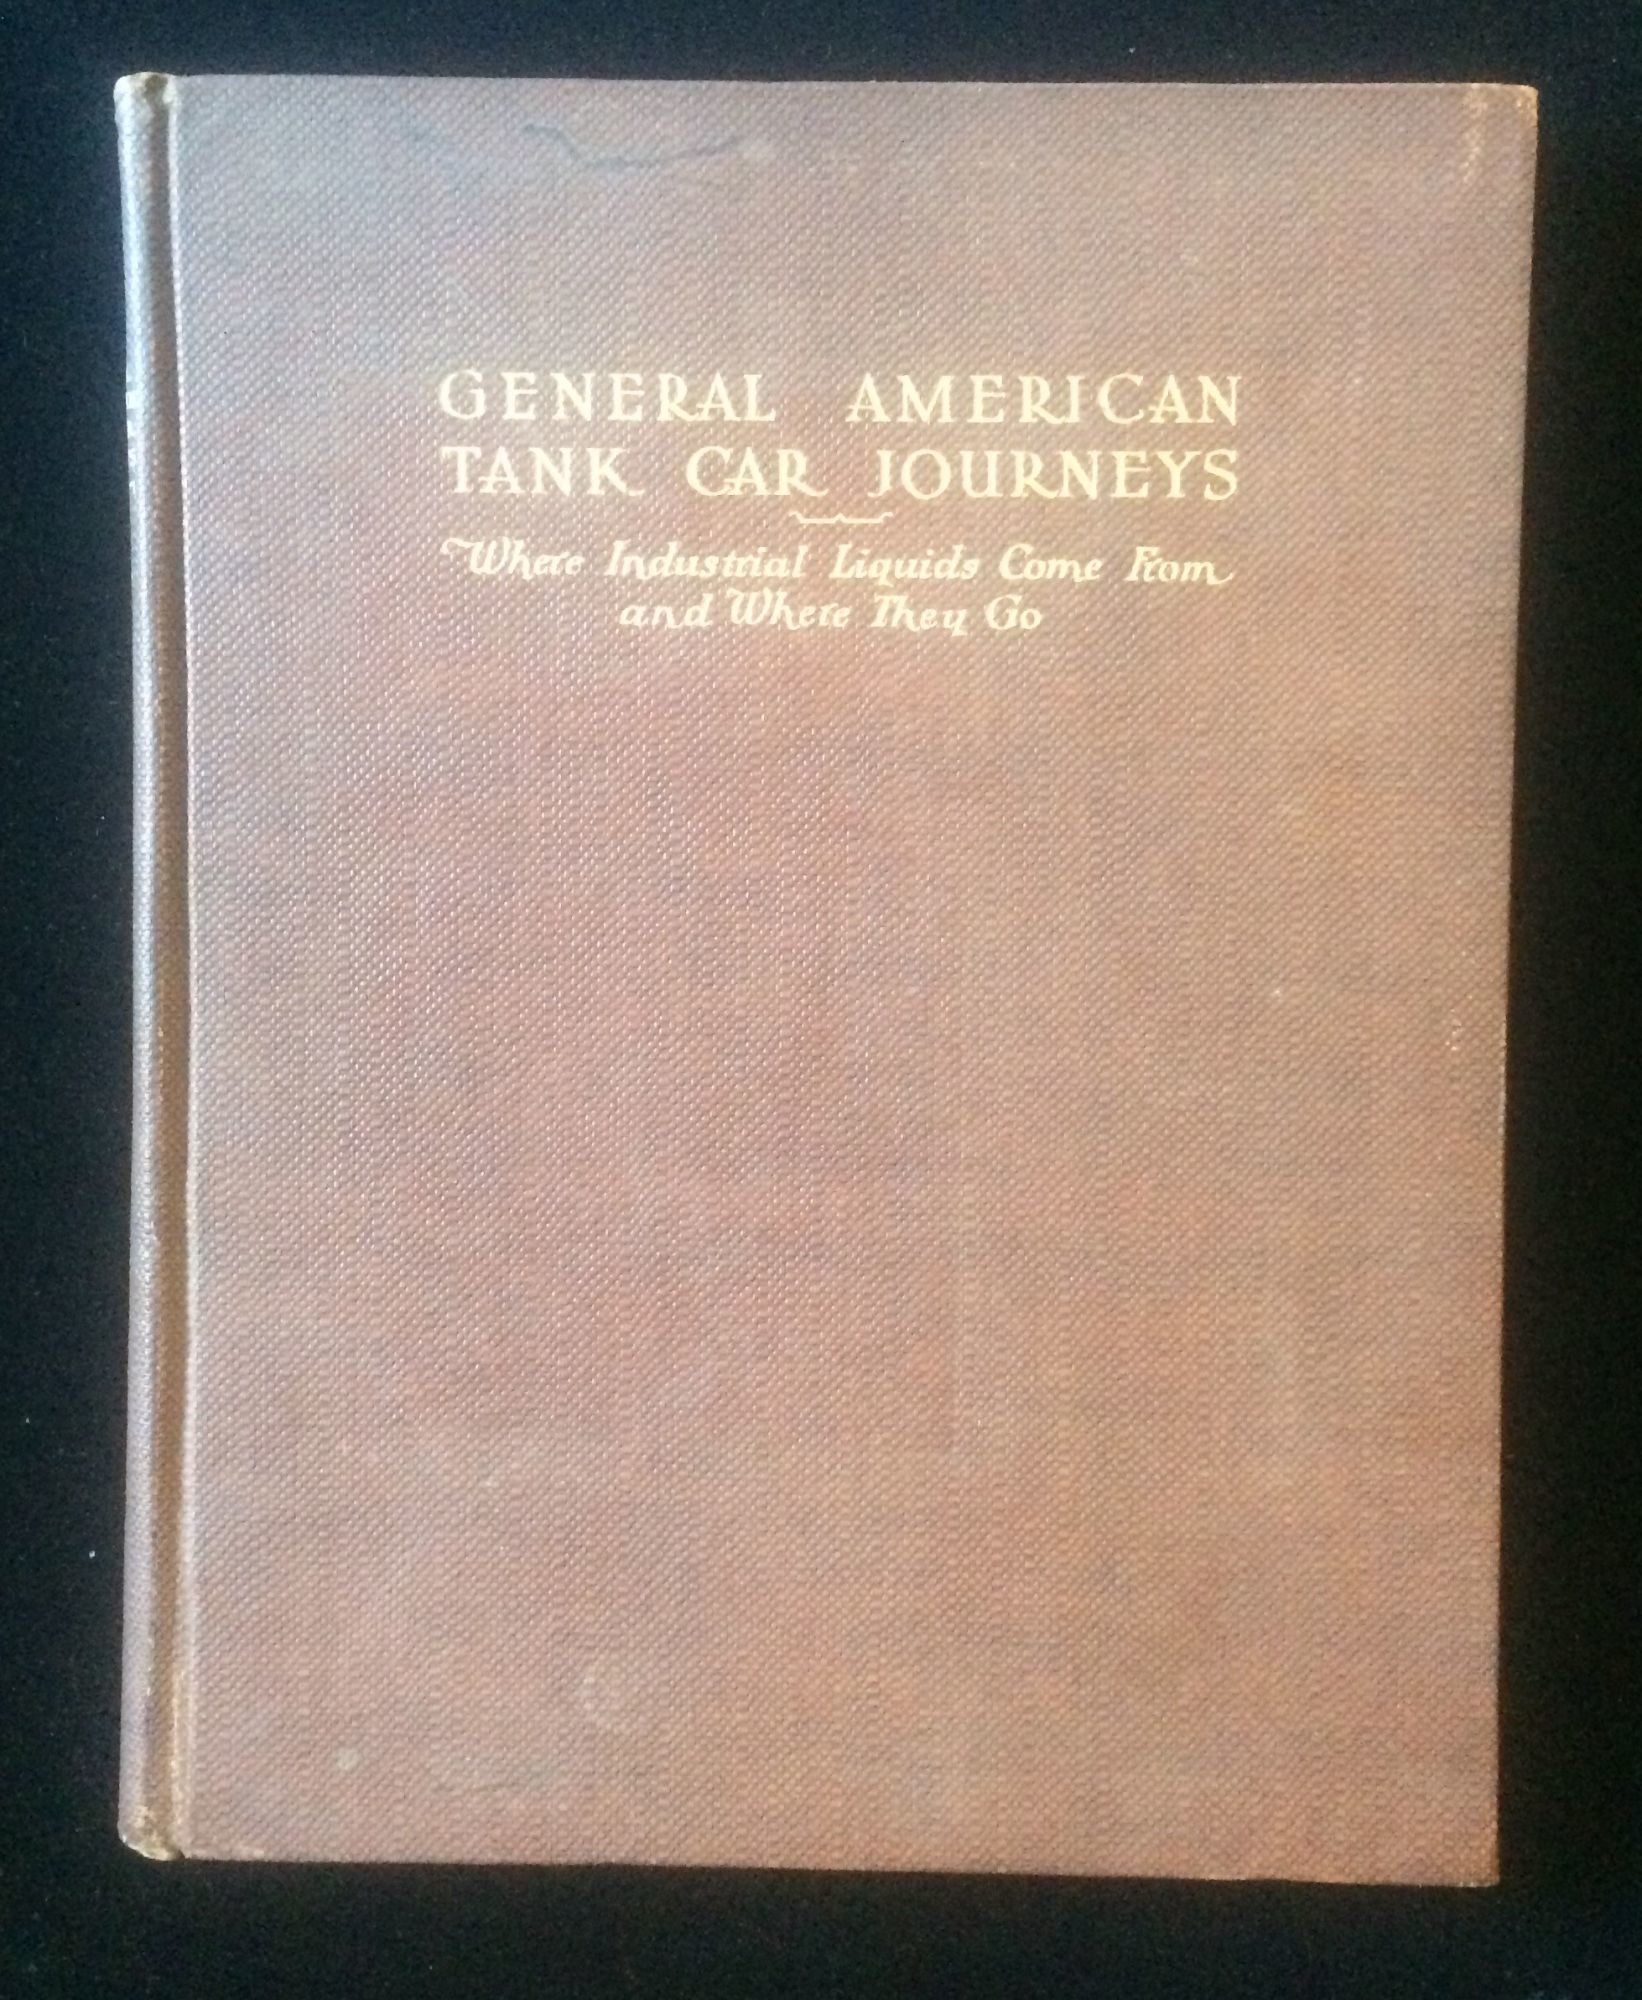 GENERAL AMERICAN
TANK CAR JOURNEYS
Where Industrial Liquids Come From
and Where They Go